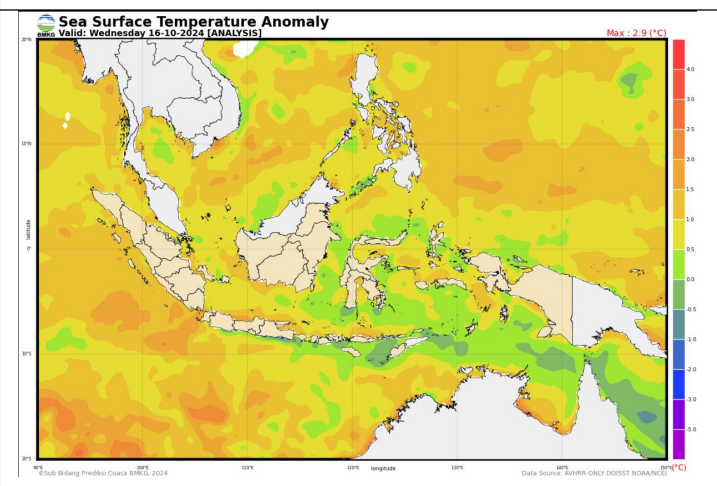 Sea Surface Temperature Anomaly
BMKG Valid: Wednesday 16-10-2024 [ANALYSIS]
Max : 2.9 (°C)
20°N
10°N
0°
10°S
20°S
latitude
4.0
3.0
2.5
2.0
1.5
1.0
0.5
0.0
-0.5
-1.0
-2.0
-3.0
-5.0
(°C)
90°E 100°E 110°E 120°E 130°E 140°E 150°E
longitude
©Sub Bidang Prediksi Cuaca BMKG, 2024
Data Source: AVHRR-ONLY DOISST NOAA/NCEI